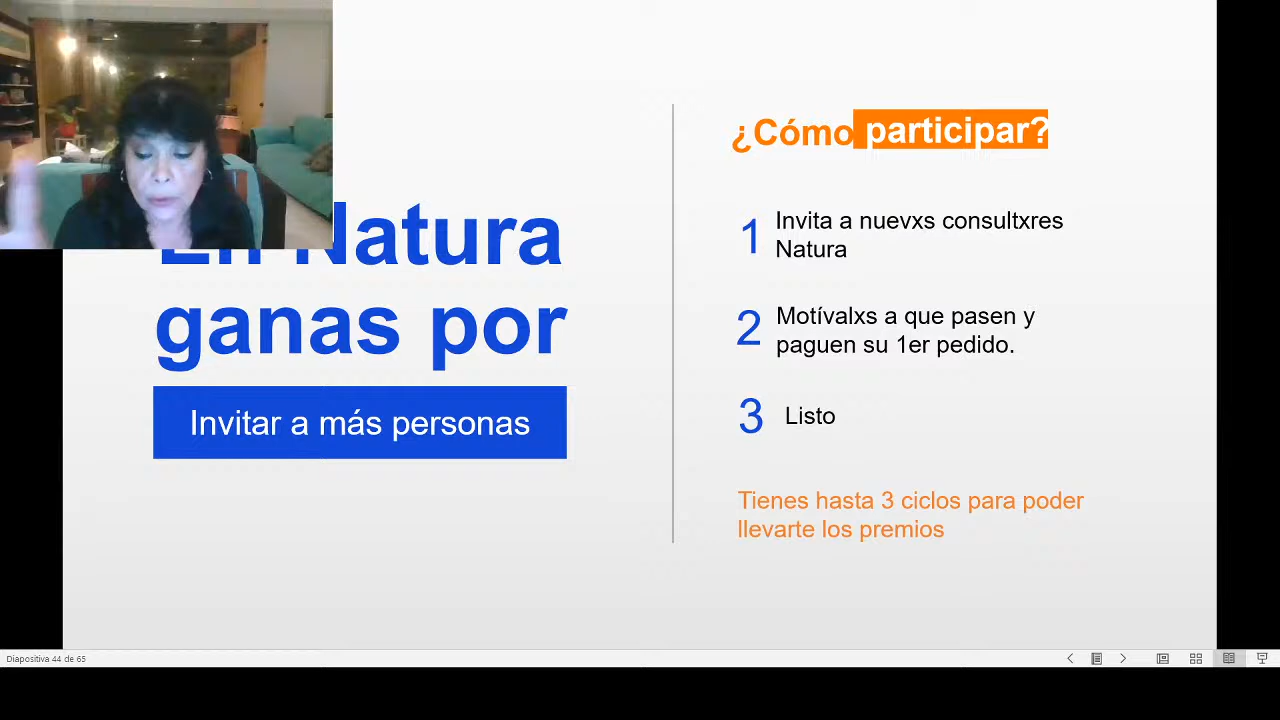 En Natura
ganas por
Invitar a más personas
¿Cómo participar?
1 Invita a nuevxs consultxres
Natura
2 Motívalxs a que pasen y
paguen su 1er pedido.
3 Listo
Tienes hasta 3 ciclos para poder
llevarte los premios
Diapositiva 44 de 65